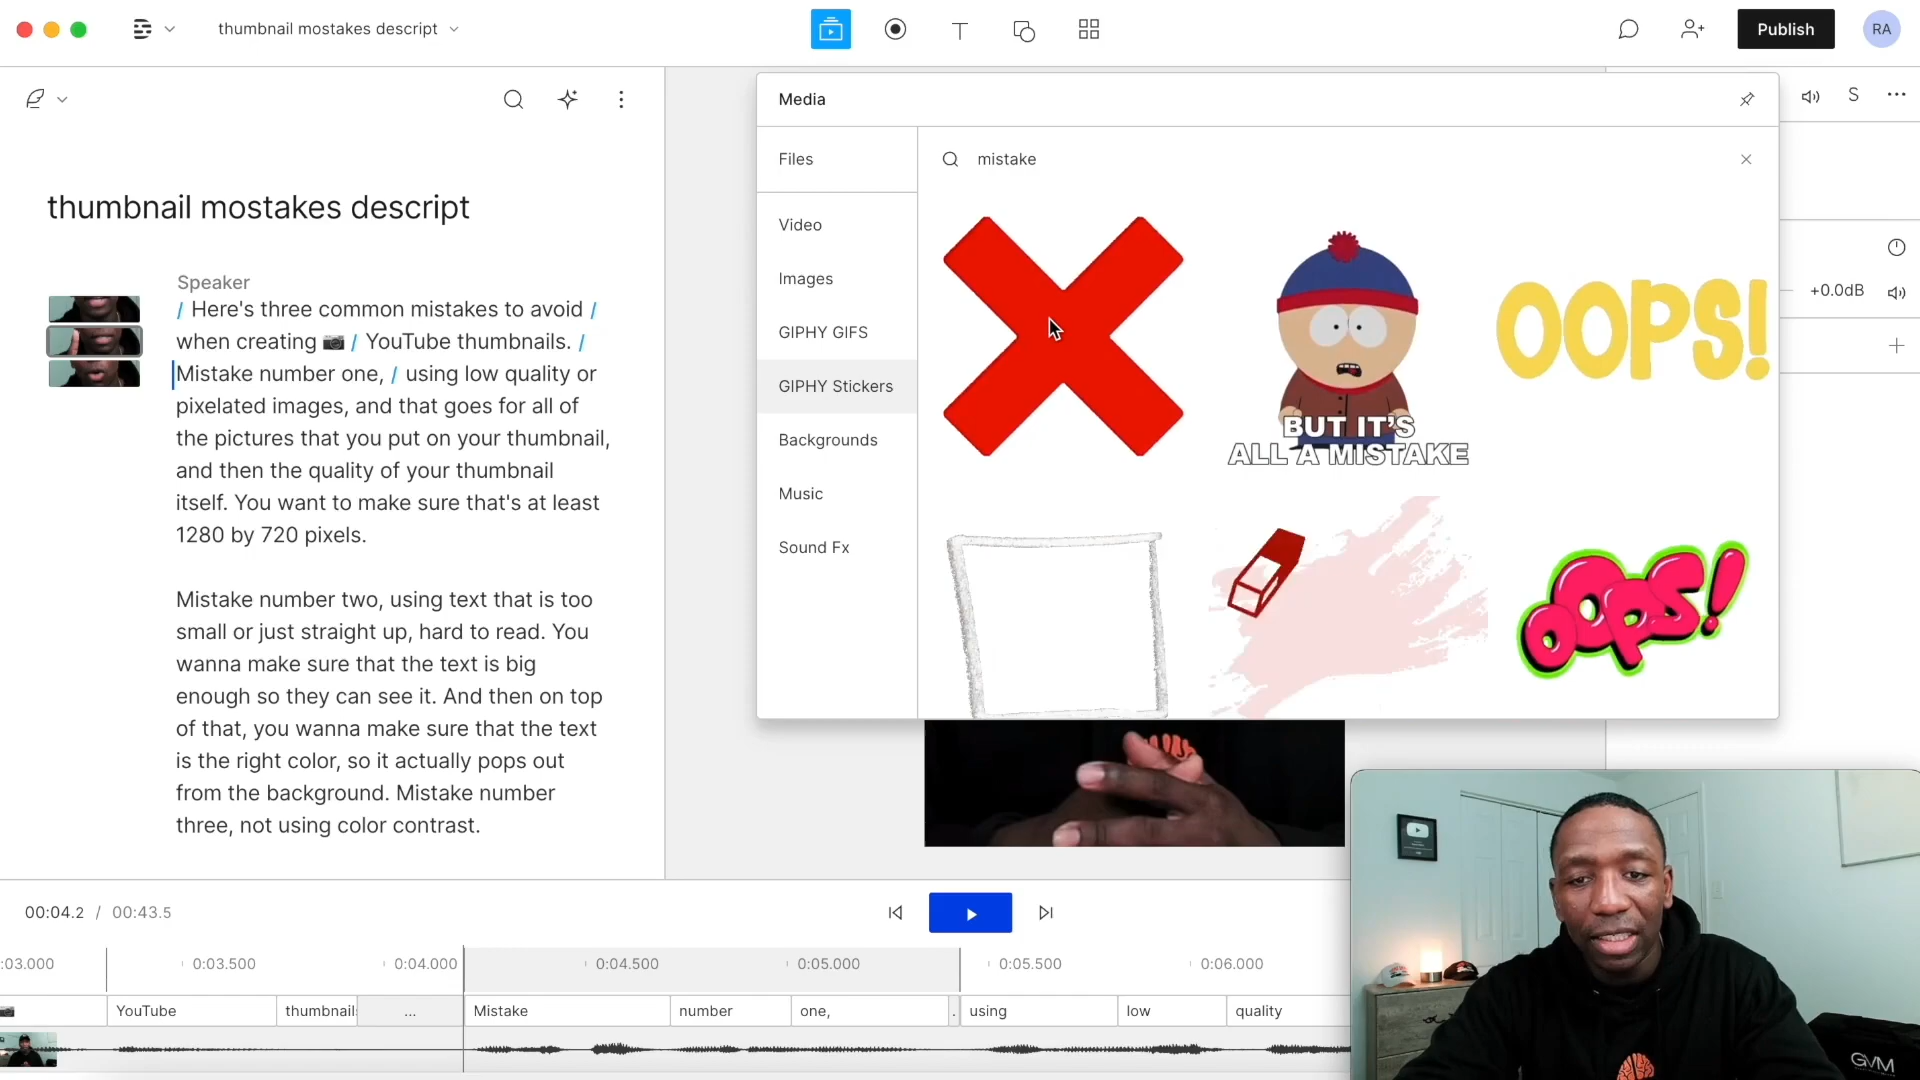 thumbnail mostakes descript
T
Publish
RA
Media
S
Files
mistake
Video
Images
GIPHY GIFS
GIPHY Stickers
Backgrounds
Music
Sound Fx
+0.0dB
OOPS!
BUT IT'S
ALL A MISTAKE
OOPS!
thumbnail mostakes descript
Speaker
/ Here's three common mistakes to avoid /
when creating 📷 / YouTube thumbnails. /
Mistake number one, / using low quality or
pixelated images, and that goes for all of
the pictures that you put on your thumbnail,
and then the quality of your thumbnail
itself. You want to make sure that's at least
1280 by 720 pixels.
Mistake number two, using text that is too
small or just straight up, hard to read. You
wanna make sure that the text is big
enough so they can see it. And then on top
of that, you wanna make sure that the text
is the right color, so it actually pops out
from the background. Mistake number
three, not using color contrast.
00:04.2 / 00:43.5
:03.000 0:03.500 0:04.000 0:04.500 0:05.000 0:05.500 0:06.000
YouTube thumbnail ... Mistake number one, . using low quality
GVM